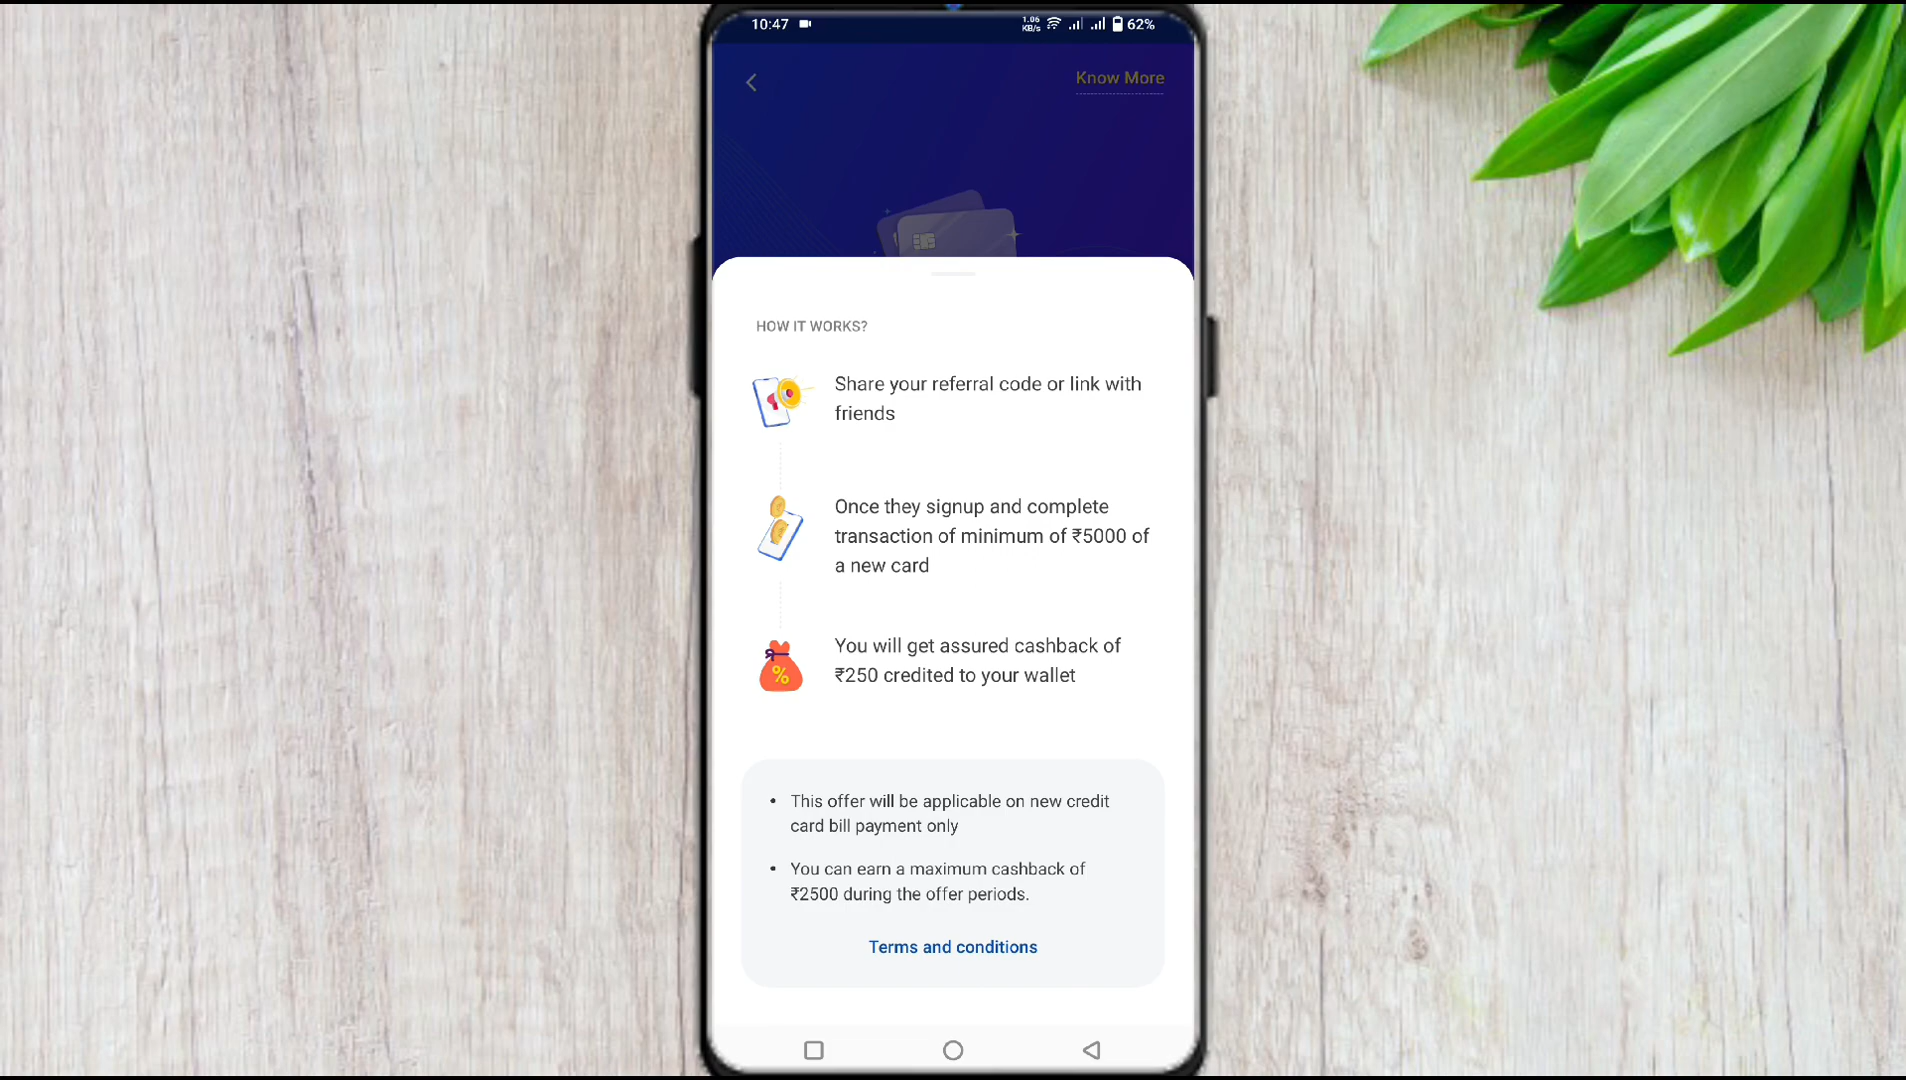 10:47
1.06
KB/s
62%
Know More
HOW IT WORKS?
Share your referral code or link with
friends
Once they signup and complete
transaction of minimum of ₹5000 of
a new card
You will get assured cashback of
₹250 credited to your wallet
%
• This offer will be applicable on new credit
card bill payment only
• You can earn a maximum cashback of
₹2500 during the offer periods.
Terms and conditions